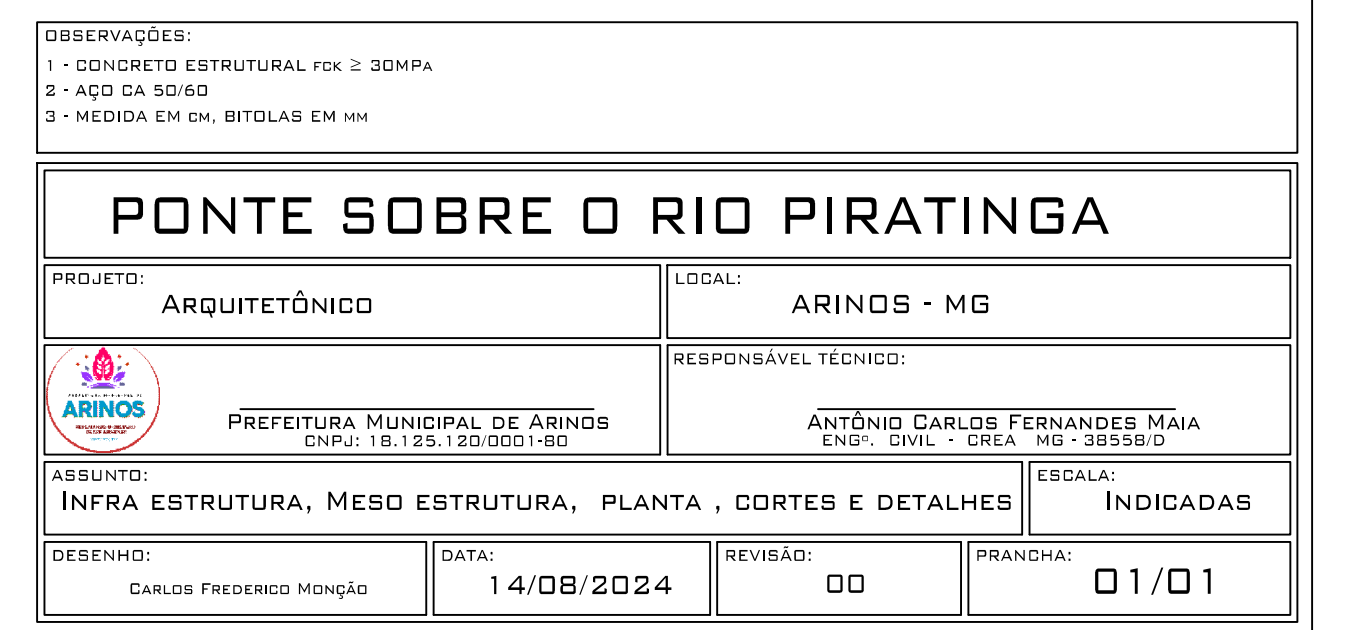 OBSERVAÇÕES:
1 - CONCRETO ESTRUTURAL FCK ≥ 30MPA
2 - AÇO CA 50/60
3 - MEDIDA EM CM, BITOLAS EM MM
PONTE SOBRE O RIO PIRATINGA
PROJETO:
ARQUITETÔNICO
LOCAL:
ARINOS - MG
ARINOS
PREFEITURA MUNICIPAL DE ARINOS
CNPJ: 18.125.120/0001-80
RESPONSÁVEL TÉCNICO:
ANTÔNIO CARLOS FERNANDES MAIA
ENGº. CIVIL - CREA MG - 38558/D
ASSUNTO:
INFRA ESTRUTURA, MESO ESTRUTURA, PLANTA , CORTES E DETALHES
ESCALA:
INDICADAS
DESENHO:
CARLOS FREDERICO MONÇÃO
DATA:
14/08/2024
REVISÃO:
00
PRANCHA:
01/01